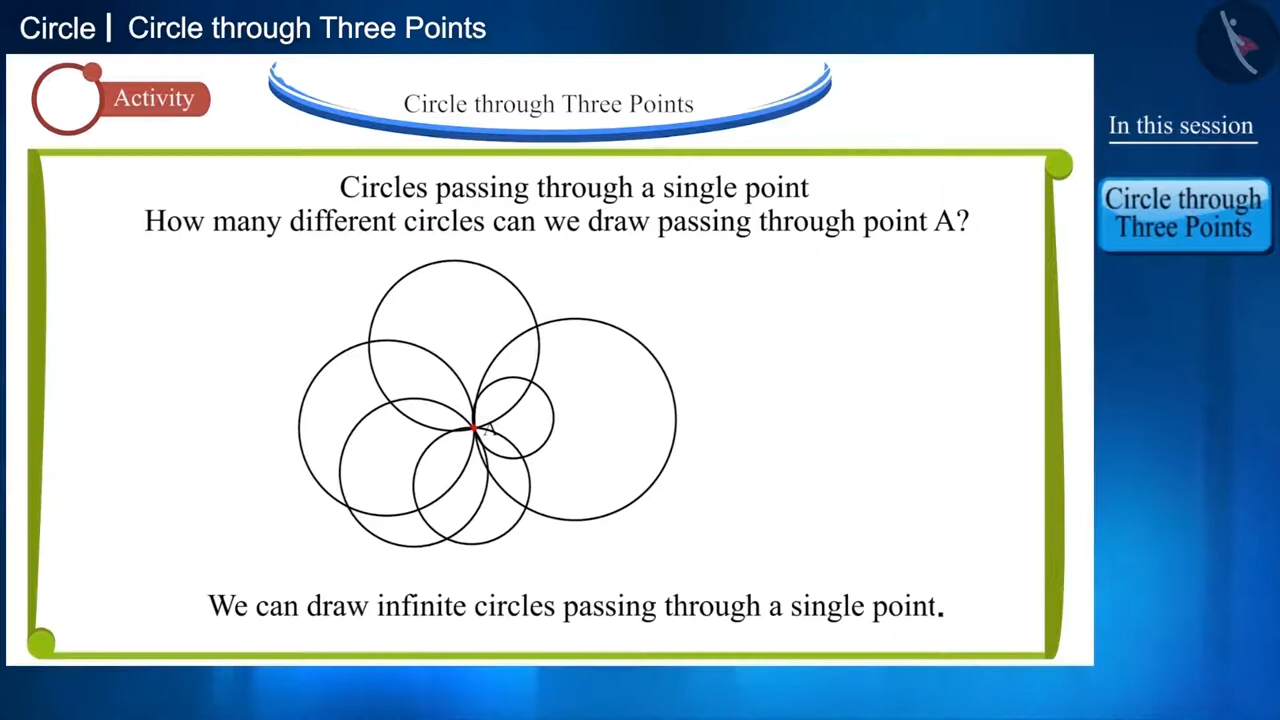 Circle | Circle through Three Points
Activity
Circle through Three Points
In this session
Circle through
Three Points
Circles passing through a single point
How many different circles can we draw passing through point A?
A
We can draw infinite circles passing through a single point.